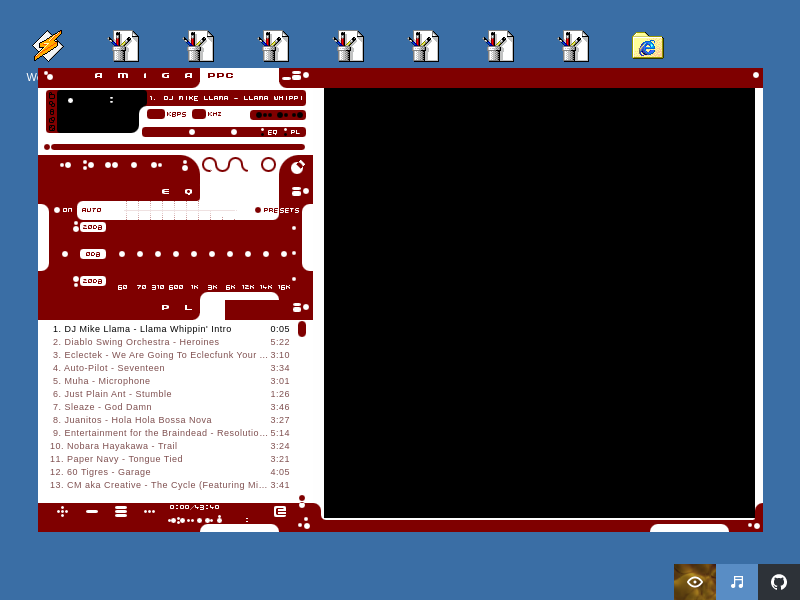 AMIGA PPC
1. DJ MIKE LLAMA - LLAMA WHIPPI
KBPS KHZ
EQ PL
EQ
ON AUTO PRESETS
20DB
0DB
20DB
60 70 310 600 1K 3K 6K 12K 14K 16K
PL
1. DJ Mike Llama - Llama Whippin' Intro 0:05
2. Diablo Swing Orchestra - Heroines 5:22
3. Eclectek - We Are Going To Eclecfunk Your ... 3:10
4. Auto-Pilot - Seventeen 3:34
5. Muha - Microphone 3:01
6. Just Plain Ant - Stumble 1:26
7. Sleaze - God Damn 3:46
8. Juanitos - Hola Hola Bossa Nova 3:27
9. Entertainment for the Braindead - Resolutio... 5:14
10. Nobara Hayakawa - Trail 3:24
11. Paper Navy - Tongue Tied 3:21
12. 60 Tigres - Garage 4:05
13. CM aka Creative - The Cycle (Featuring Mi... 3:41
0:00/43:40